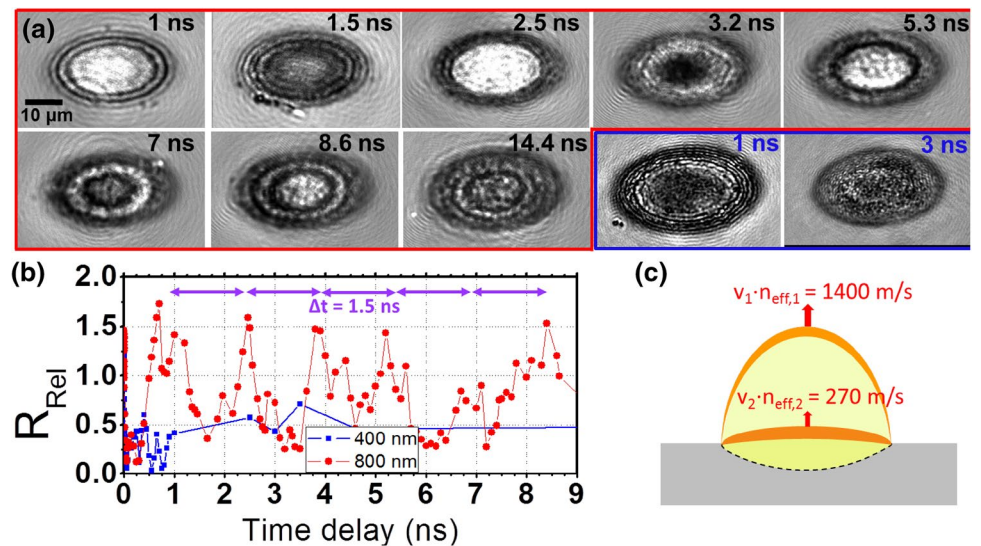 (a)
1 ns
1.5 ns
2.5 ns
3.2 ns
5.3 ns
10 μm
7 ns
8.6 ns
14.4 ns
1 ns
3 ns
(b)
2.0
1.5
1.0
0.5
0.0
R_Rel
Δt = 1.5 ns
400 nm
800 nm
0 1 2 3 4 5 6 7 8 9
Time delay (ns)
(c)
v₁·n_eff,1 = 1400 m/s
v₂·n_eff,2 = 270 m/s